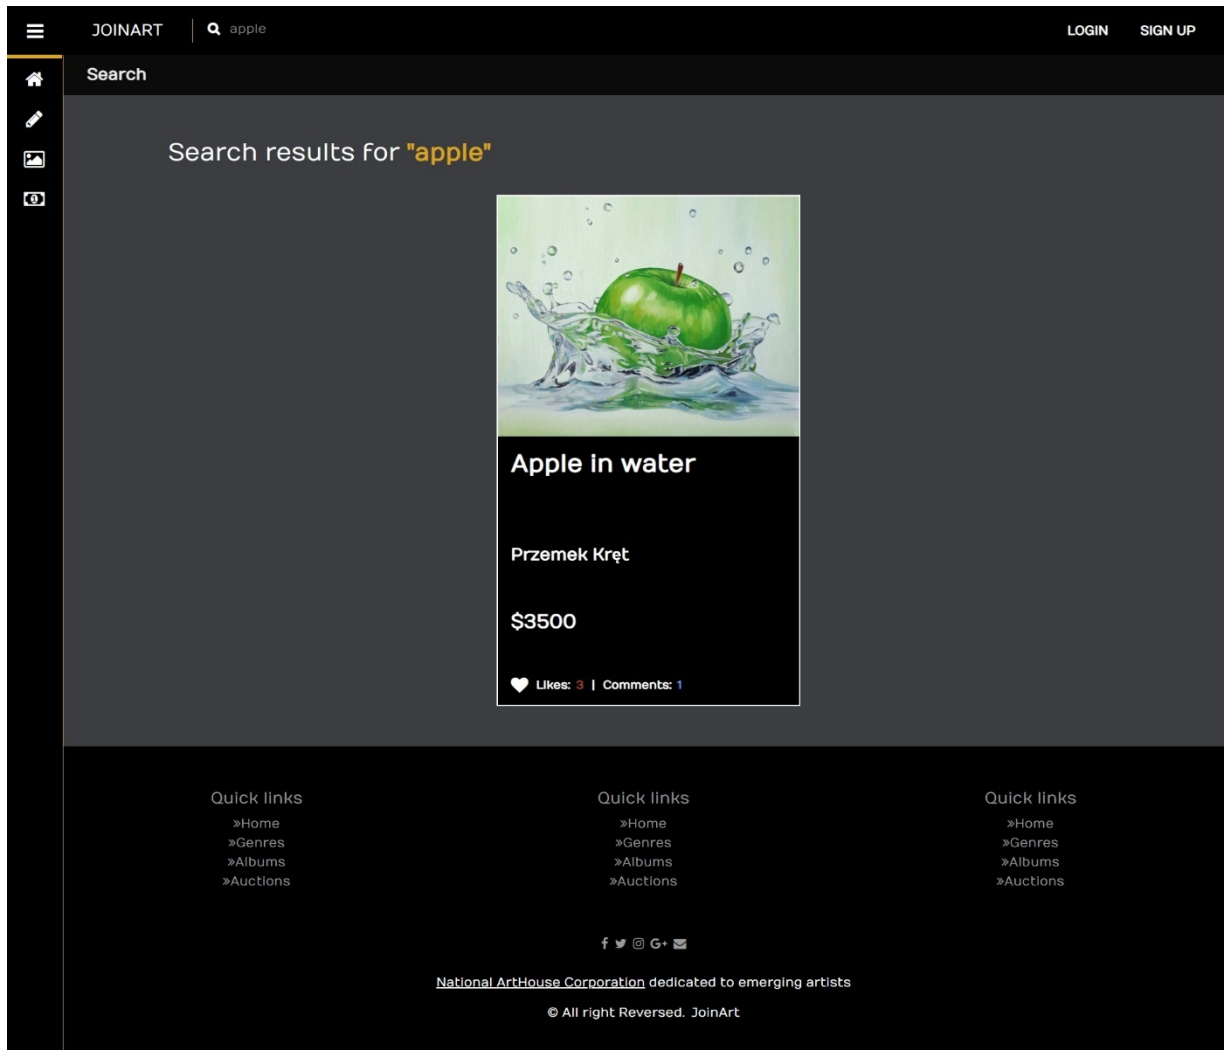 JOINART apple LOGIN SIGN UP
Search
Search results for "apple"
Apple in water
Przemek Kręt
$3500
Likes: 3 | Comments: 1
Quick links
»Home
»Genres
»Albums
»Auctions
Quick links
»Home
»Genres
»Albums
»Auctions
Quick links
»Home
»Genres
»Albums
»Auctions
National ArtHouse Corporation dedicated to emerging artists
© All right Reversed. JoinArt